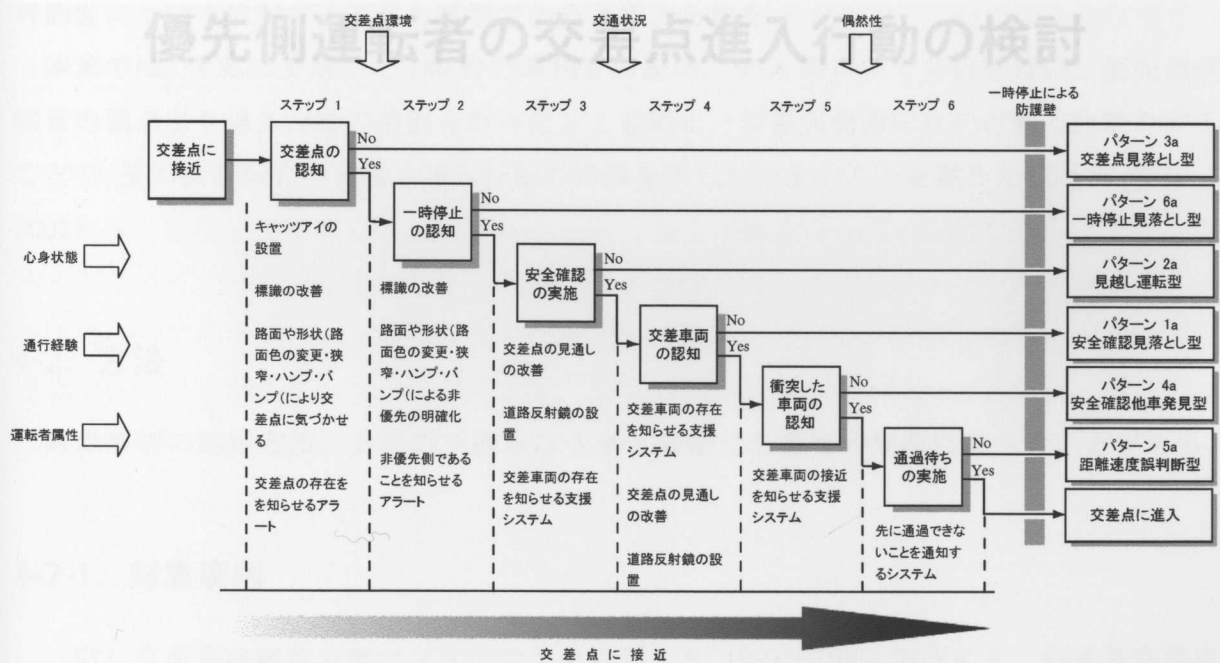 交差点環境
交通状況
偶然性
優先側運転者の交差点進入行動の検討
ステップ 1
ステップ 2
ステップ 3
ステップ 4
ステップ 5
ステップ 6
一時停止による
防護壁
交差点に
接近
交差点の
認知
No
Yes
パターン 3a
交差点見落とし型
一時停止
の認知
No
Yes
パターン 6a
一時停止見落とし型
安全確認
の実施
No
Yes
パターン 2a
見越し運転型
交差車両
の認知
No
Yes
パターン 1a
安全確認見落とし型
衝突した
車両の
認知
No
Yes
パターン 4a
安全確認他車発見型
通過待ち
の実施
No
Yes
パターン 5a
距離速度誤判断型
交差点に進入
心身状態
通行経験
運転者属性
キャッツアイの
設置
標識の改善
路面や形状(路
面色の変更・狭
窄・ハンプ・バ
ンプ(により交
差点に気づかせ
る
交差点の存在を
を知らせるアラ
ート
標識の改善
路面や形状(路
面色の変更・狭
窄・ハンプ・バ
ンプ(による非
優先の明確化
非優先側である
ことを知らせる
アラート
交差点の見通し
の改善
道路反射鏡の設
置
交差車両の存在
を知らせる支援
システム
交差車両の存在
を知らせる支援
システム
交差点の見通し
の改善
道路反射鏡の設
置
交差車両の接近
を知らせる支援
システム
先に通過できな
いことを通知す
るシステム
交差点に接近